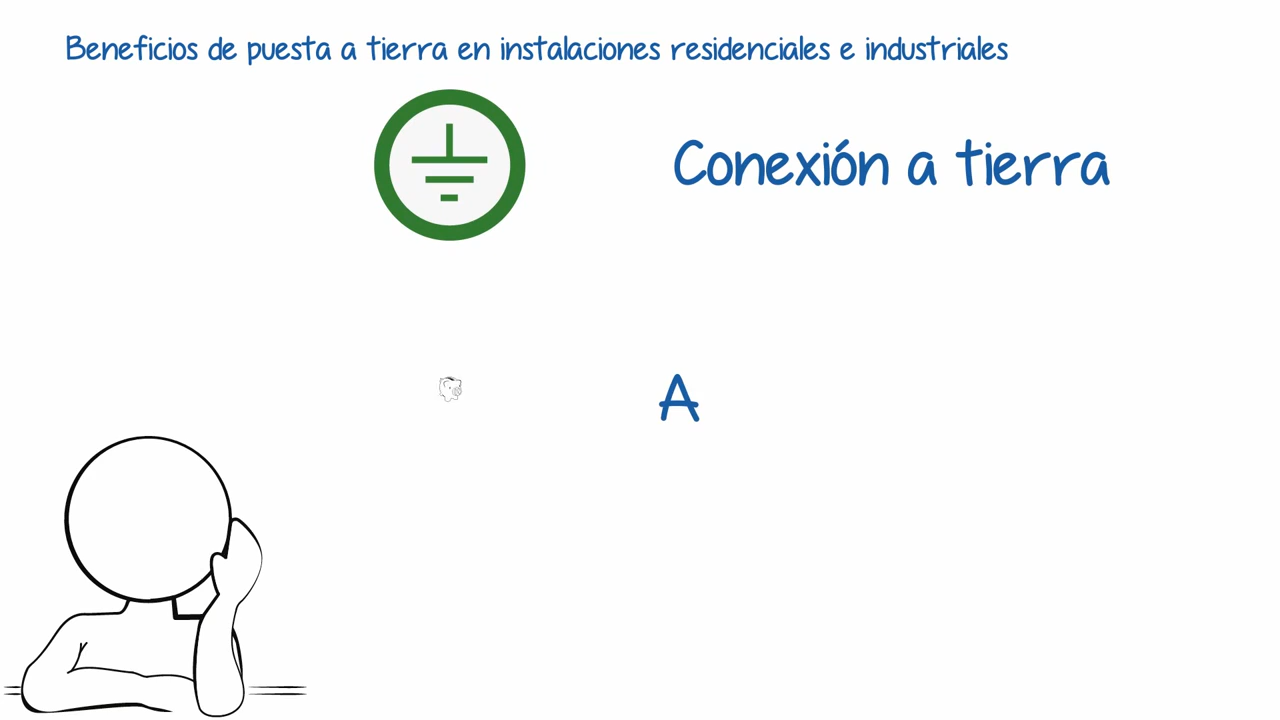 Beneficios de puesta a tierra en instalaciones residenciales e industriales
Conexión a tierra
A